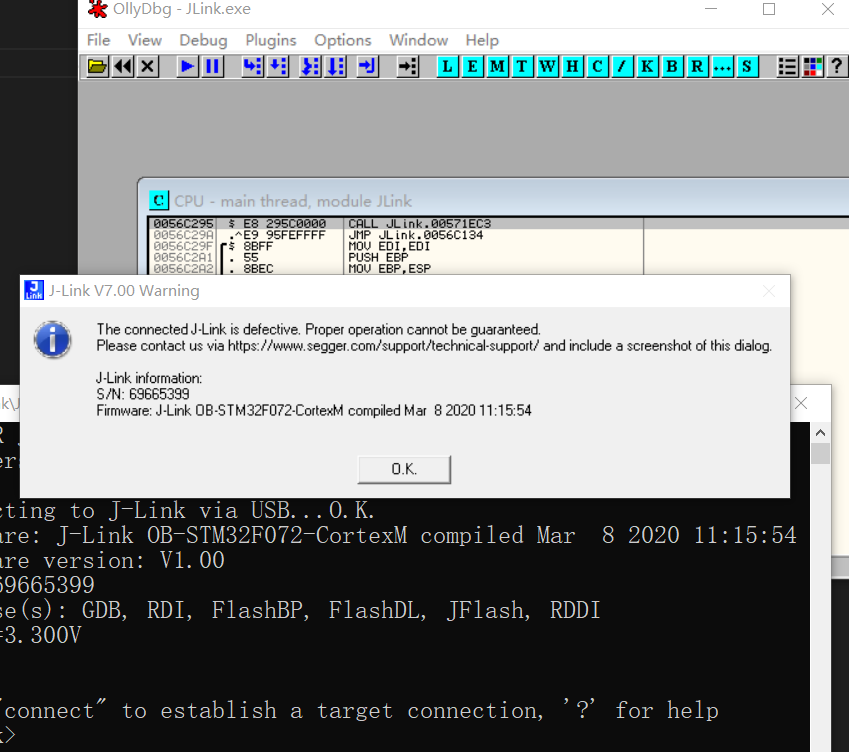 OllyDbg - JLink.exe
File View Debug Plugins Options Window Help
L E M T W H C / K B R ... S ?
C CPU - main thread, module JLink
0056C295 $ E8 295C0000 CALL JLink.00571EC3
0056C29A .^E9 95FEFFFF JMP JLink.0056C134
0056C29F $ 8BFF MOV EDI,EDI
0056C2A1 . 55 PUSH EBP
0056C2A2 . 8BEC MOV EBP,ESP
J-Link V7.00 Warning
The connected J-Link is defective. Proper operation cannot be guaranteed.
Please contact us via https://www.segger.com/support/technical-support/ and include a screenshot of this dialog.
J-Link information:
S/N: 69665399
Firmware: J-Link OB-STM32F072-CortexM compiled Mar  8 2020 11:15:54
O.K.
cting to J-Link via USB...O.K.
are: J-Link OB-STM32F072-CortexM compiled Mar  8 2020 11:15:54
are version: V1.00
69665399
se(s): GDB, RDI, FlashBP, FlashDL, JFlash, RDDI
=3.300V
"connect" to establish a target connection, '?' for help
>